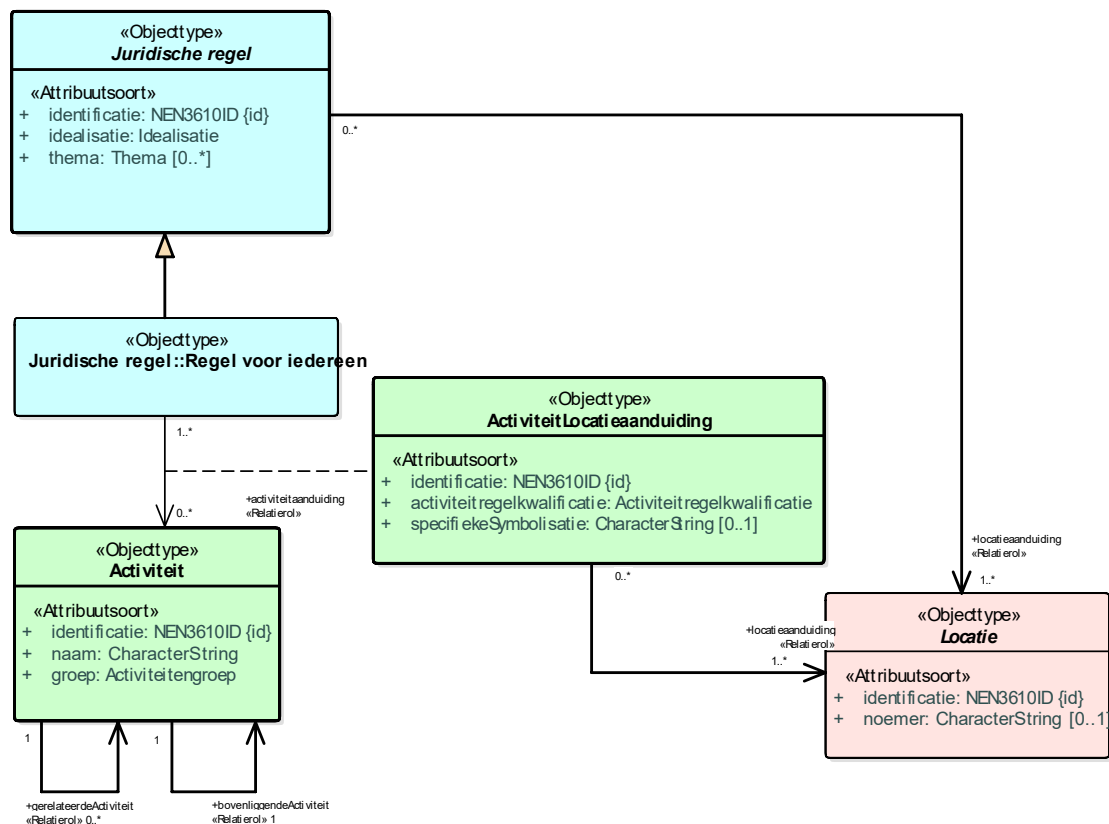 «Objecttype»
Juridische regel
«Attribuutsoort»
+ identificatie: NEN3610ID {id}
+ idealisatie: Idealisatie
+ thema: Thema [0..*]
0..*
«Objecttype»
Juridische regel::Regel voor iedereen
1..*
«Objecttype»
ActiviteitLocatieaanduiding
«Attribuutsoort»
+ identificatie: NEN3610ID {id}
+ activiteitregelkwalificatie: Activiteitregelkwalificatie
+ specifiekeSymbolisatie: CharacterString [0..1]
+activiteitaanduiding
«Relatierol»
0..*
«Objecttype»
Activiteit
«Attribuutsoort»
+ identificatie: NEN3610ID {id}
+ naam: CharacterString
+ groep: Activiteitengroep
0..*
+locatieaanduiding
«Relatierol»
1..*
+locatieaanduiding
«Relatierol»
1..*
«Objecttype»
Locatie
«Attribuutsoort»
+ identificatie: NEN3610ID {id}
+ noemer: CharacterString [0..1]
1
1
+gerelateerdeActiviteit
«Relatierol» 0..*
+bovenliggendeActiviteit
«Relatierol» 1